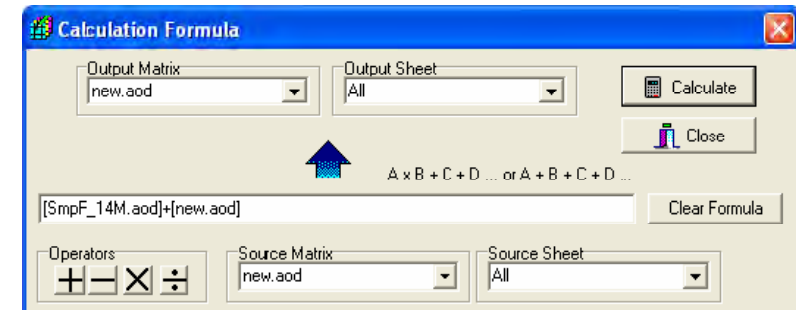 Calculation Formula
Output Matrix
new.aod
Output Sheet
All
Calculate
Close
A x B + C + D ... or A + B + C + D ...
[SmpF_14M.aod]+[new.aod]
Clear Formula
Operators
+ − X ÷
Source Matrix
new.aod
Source Sheet
All